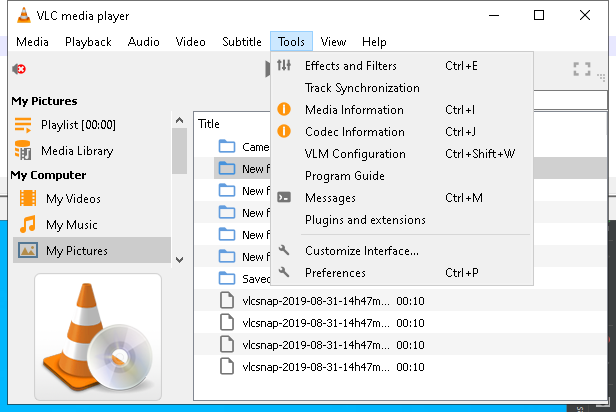 VLC media player
Media Playback Audio Video Subtitle Tools View Help
Effects and Filters Ctrl+E
Track Synchronization
Media Information Ctrl+I
Codec Information Ctrl+J
VLM Configuration Ctrl+Shift+W
Program Guide
Messages Ctrl+M
Plugins and extensions
Customize Interface...
Preferences Ctrl+P
My Pictures
Playlist [00:00]
Media Library
My Computer
My Videos
My Music
My Pictures
Title
Came
New f
New f
New f
New f
New f
Saved
vlcsnap-2019-08-31-14h47m... 00:10
vlcsnap-2019-08-31-14h47m... 00:10
vlcsnap-2019-08-31-14h47m... 00:10
vlcsnap-2019-08-31-14h47m... 00:10